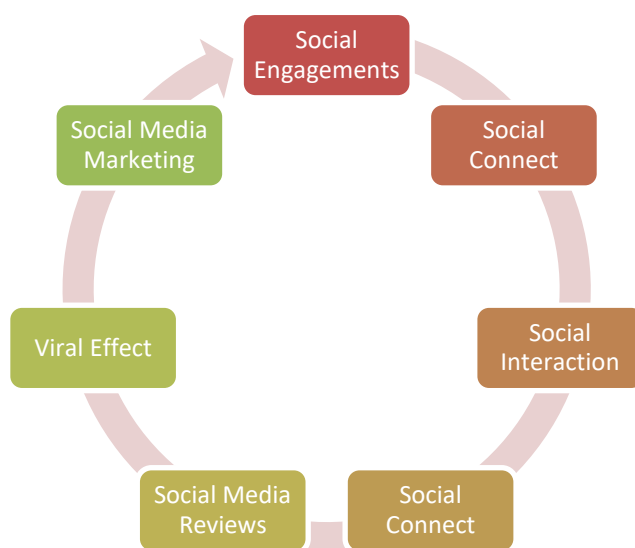 Social
Engagements
Social
Connect
Social
Interaction
Social
Connect
Social Media
Reviews
Viral Effect
Social Media
Marketing